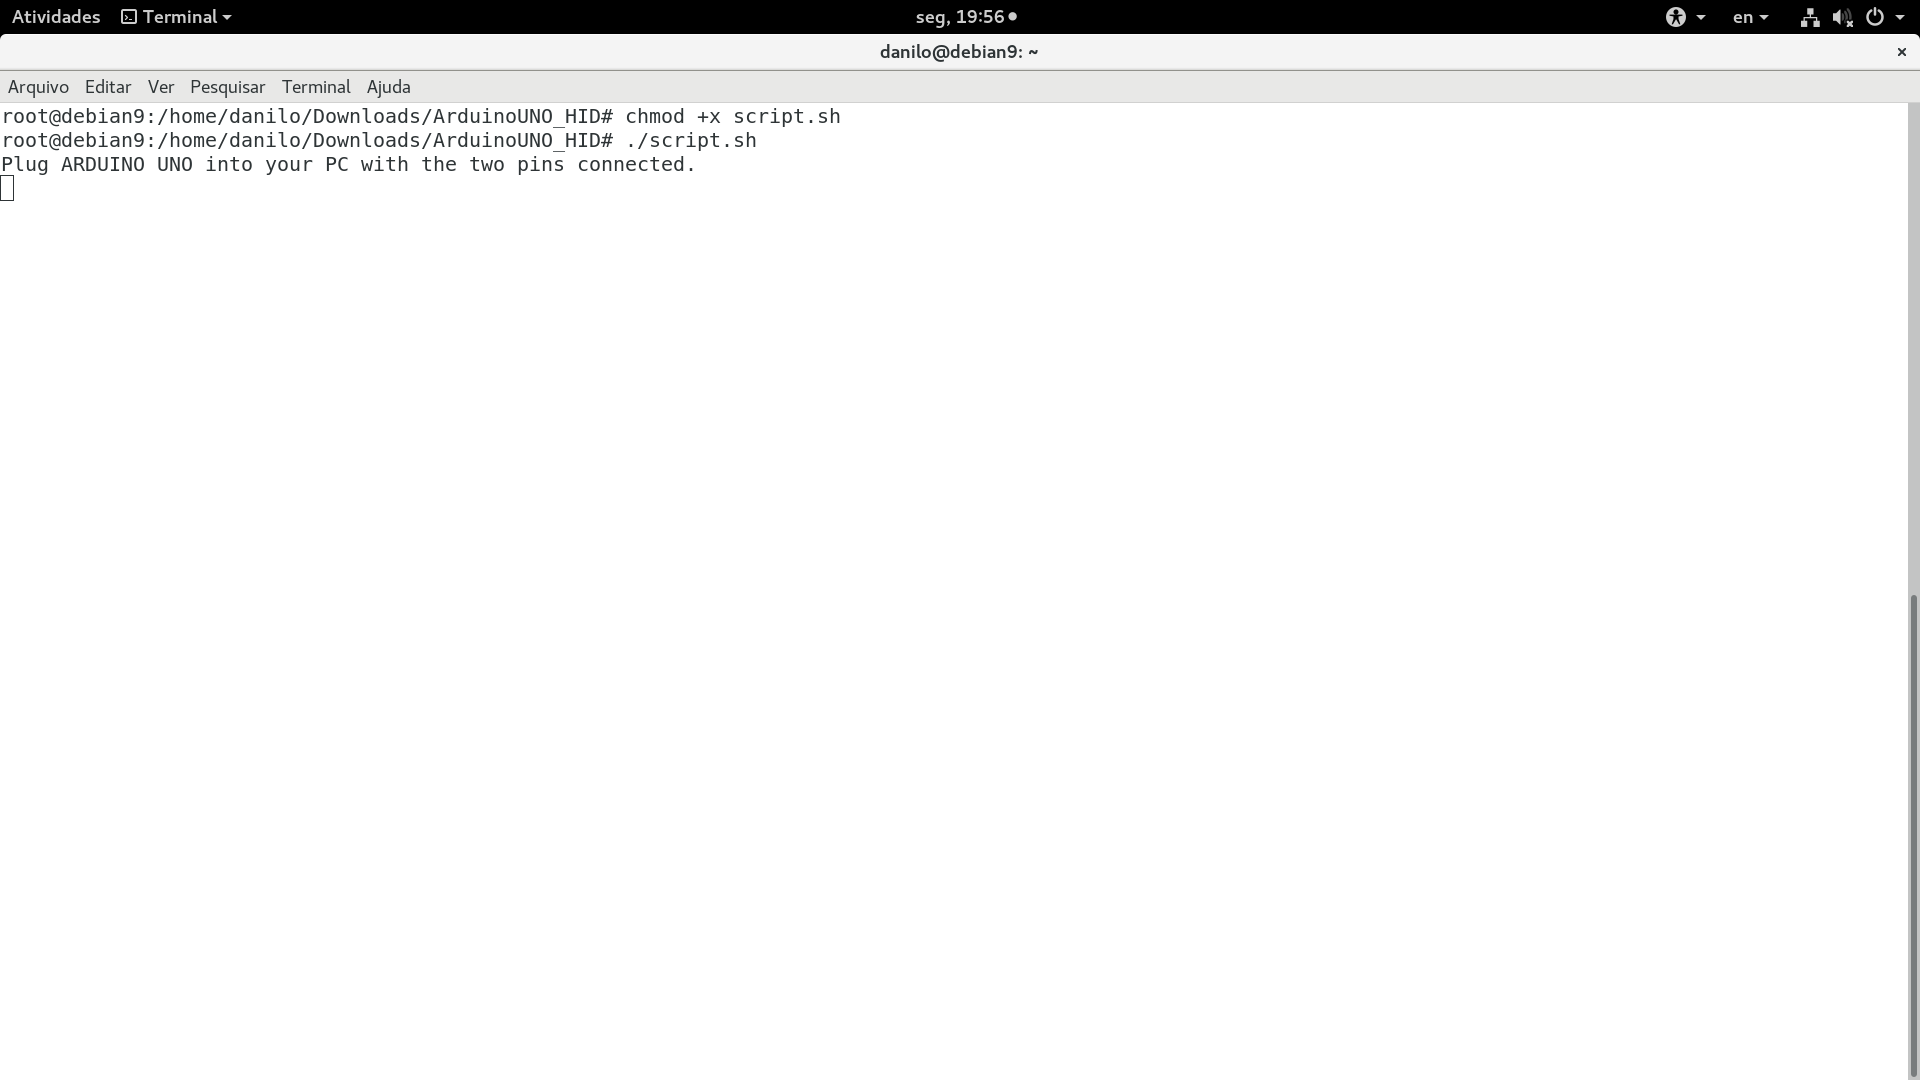 Atividades Terminal seg, 19:56 en
danilo@debian9: ~
Arquivo Editar Ver Pesquisar Terminal Ajuda
root@debian9:/home/danilo/Downloads/ArduinoUNO_HID# chmod +x script.sh
root@debian9:/home/danilo/Downloads/ArduinoUNO_HID# ./script.sh
Plug ARDUINO UNO into your PC with the two pins connected.